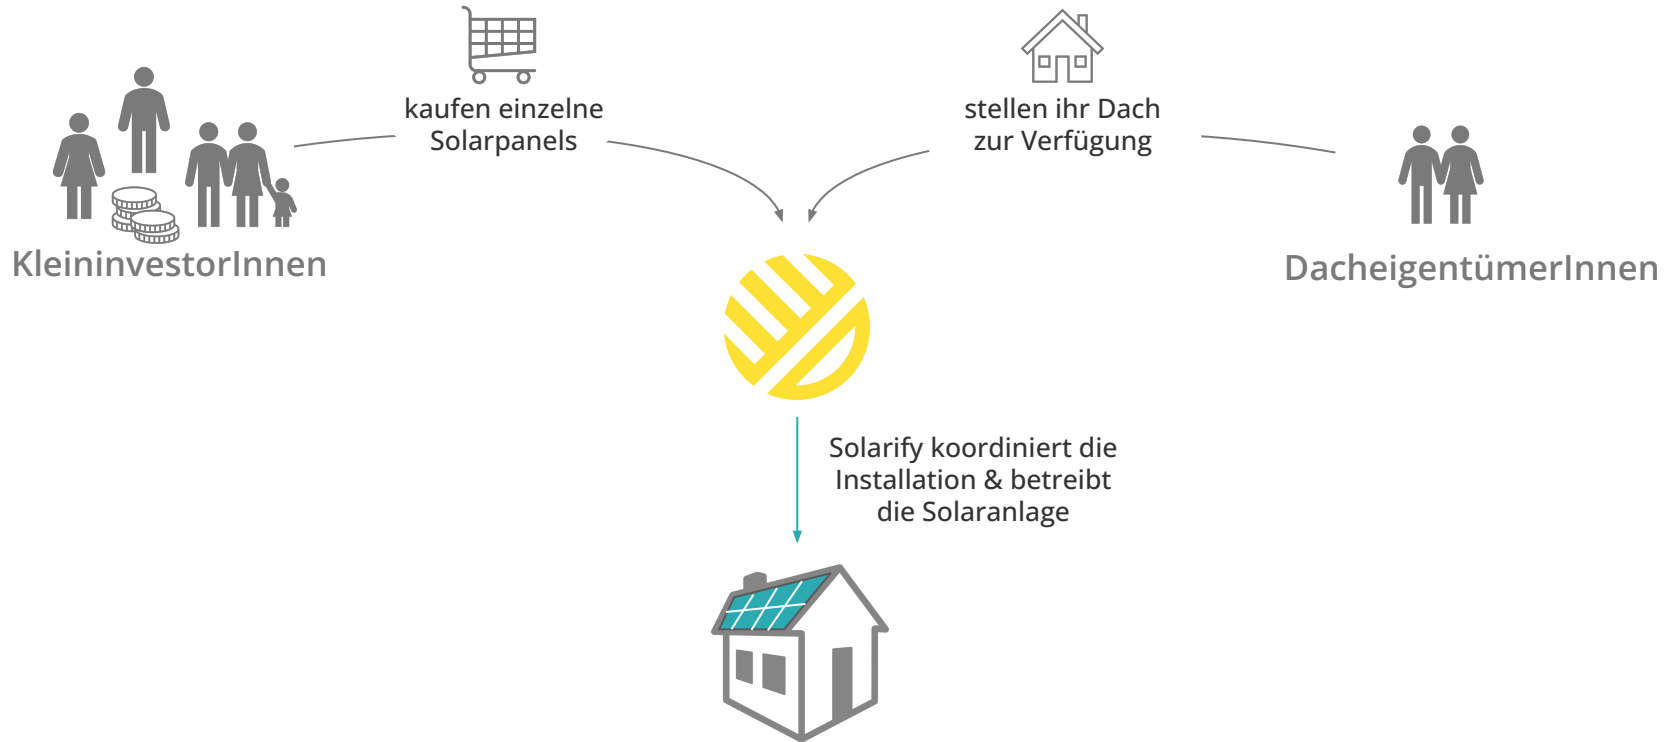 kaufen einzelne
Solarpanels
stellen ihr Dach
zur Verfügung
KleininvestorInnen
DacheigentümerInnen
Solarify koordiniert die
Installation & betreibt
die Solaranlage